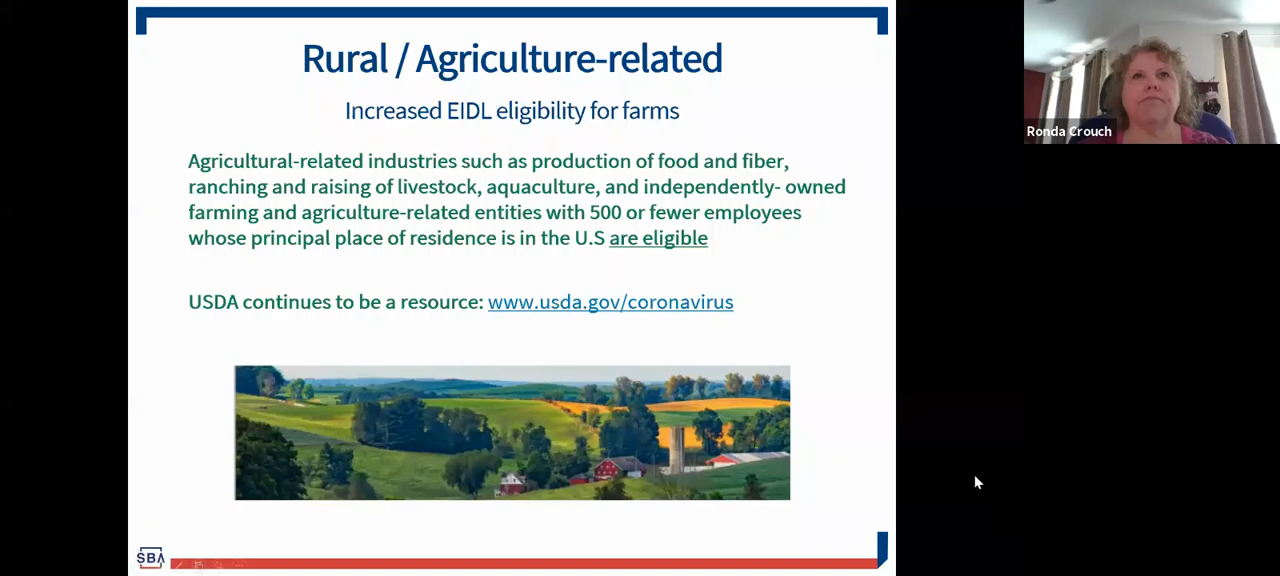 Rural / Agriculture-related
Increased EIDL eligibility for farms
Agricultural-related industries such as production of food and fiber,
ranching and raising of livestock, aquaculture, and independently- owned
farming and agriculture-related entities with 500 or fewer employees
whose principal place of residence is in the U.S are eligible
USDA continues to be a resource: www.usda.gov/coronavirus
SBA
Ronda Crouch